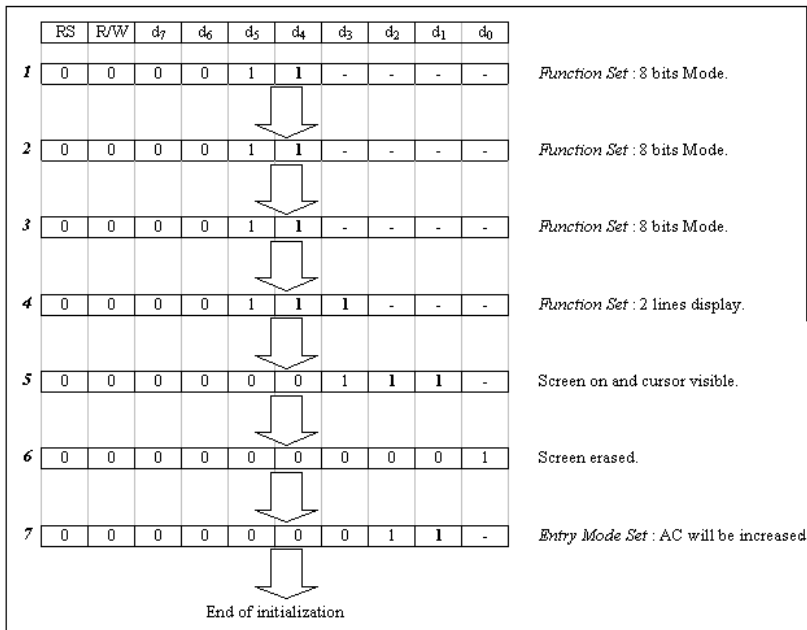 RS R/W d7 d6 d5 d4 d3 d2 d1 d0
1 0 0 0 0 1 1 - - - - Function Set : 8 bits Mode.
2 0 0 0 0 1 1 - - - - Function Set : 8 bits Mode.
3 0 0 0 0 1 1 - - - - Function Set : 8 bits Mode.
4 0 0 0 0 1 1 1 - - - Function Set : 2 lines display.
5 0 0 0 0 0 0 1 1 1 - Screen on and cursor visible.
6 0 0 0 0 0 0 0 0 0 1 Screen erased.
7 0 0 0 0 0 0 0 1 1 - Entry Mode Set : AC will be increased
End of initialization